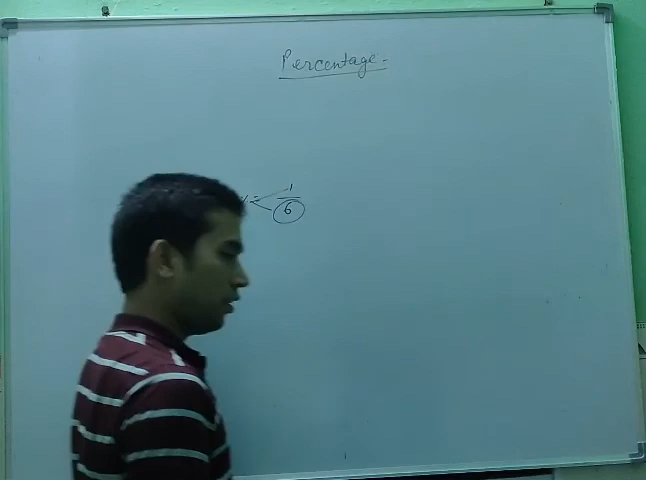 Percentage-
% = 1
6